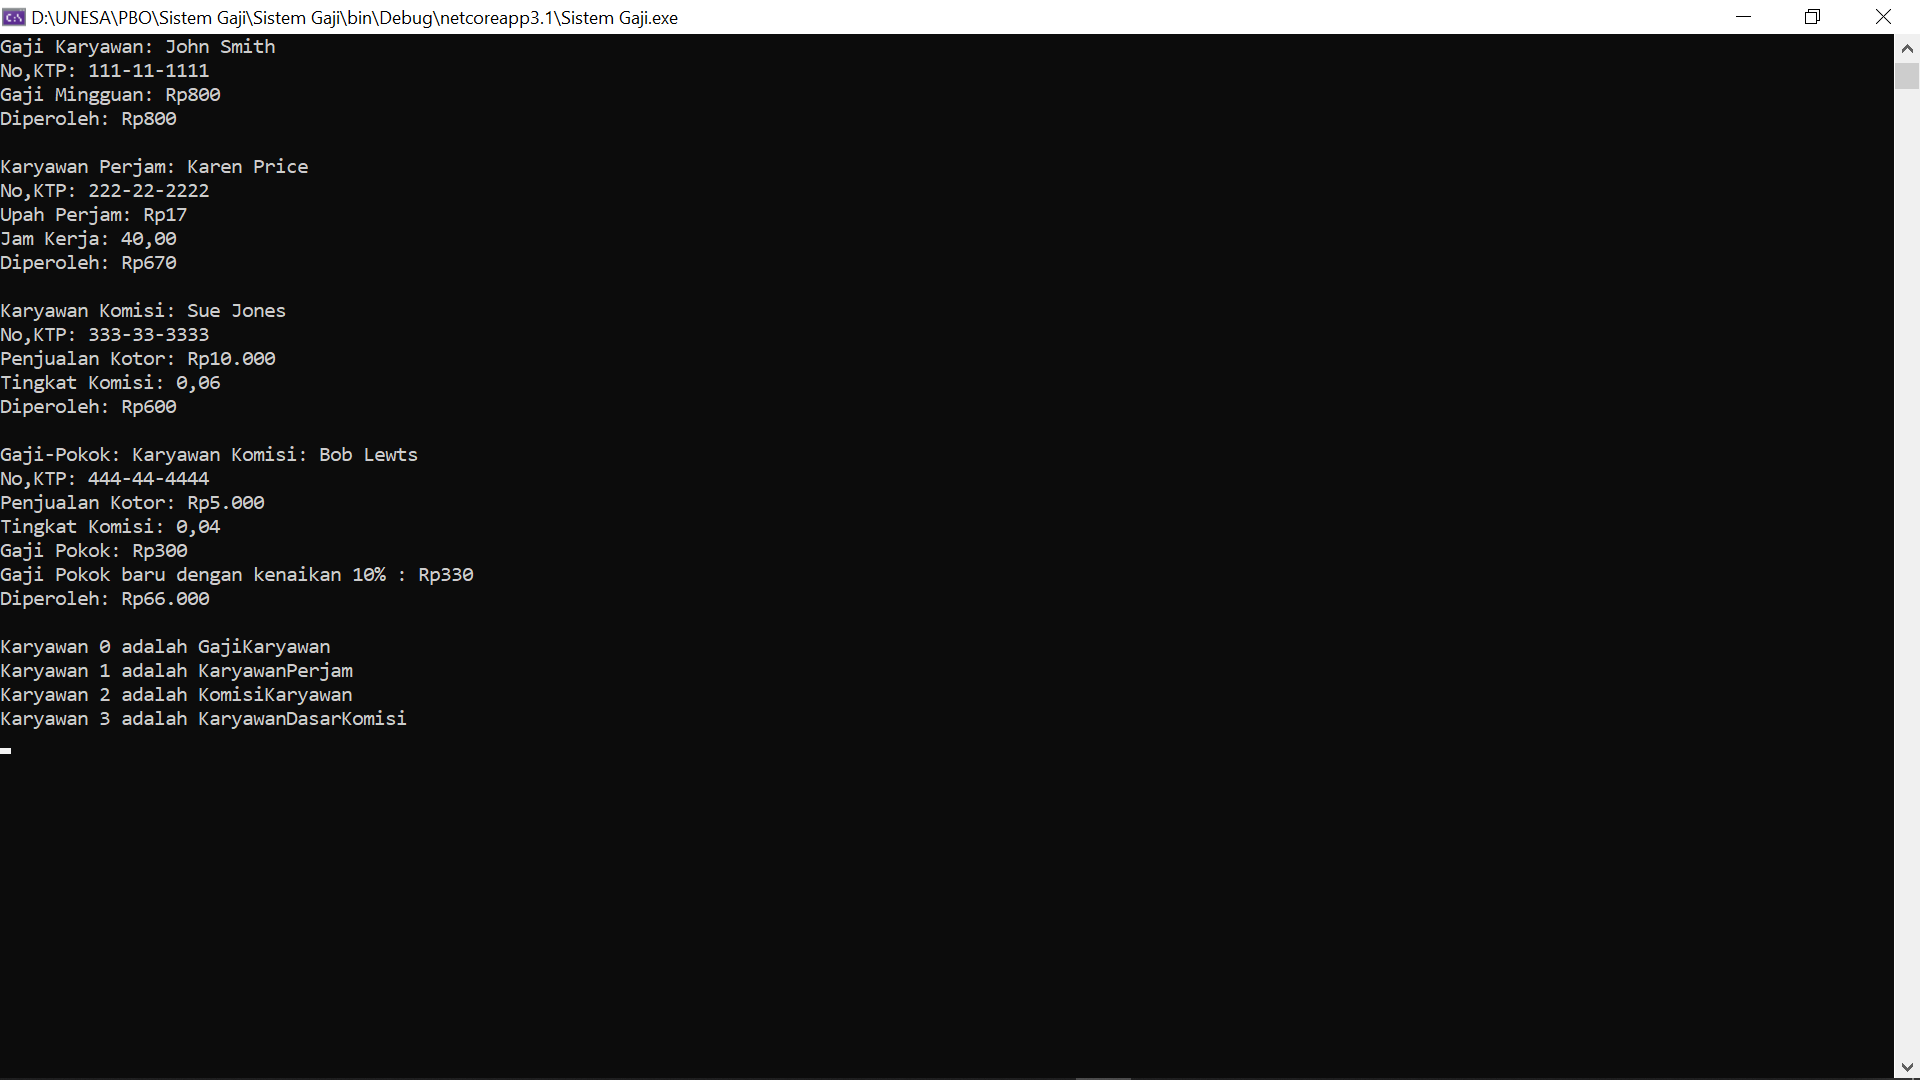 D:\UNESA\PBO\Sistem Gaji\Sistem Gaji\bin\Debug\netcoreapp3.1\Sistem Gaji.exe
Gaji Karyawan: John Smith
No,KTP: 111-11-1111
Gaji Mingguan: Rp800
Diperoleh: Rp800
Karyawan Perjam: Karen Price
No,KTP: 222-22-2222
Upah Perjam: Rp17
Jam Kerja: 40,00
Diperoleh: Rp670
Karyawan Komisi: Sue Jones
No,KTP: 333-33-3333
Penjualan Kotor: Rp10.000
Tingkat Komisi: 0,06
Diperoleh: Rp600
Gaji-Pokok: Karyawan Komisi: Bob Lewts
No,KTP: 444-44-4444
Penjualan Kotor: Rp5.000
Tingkat Komisi: 0,04
Gaji Pokok: Rp300
Gaji Pokok baru dengan kenaikan 10% : Rp330
Diperoleh: Rp66.000
Karyawan 0 adalah GajiKaryawan
Karyawan 1 adalah KaryawanPerjam
Karyawan 2 adalah KomisiKaryawan
Karyawan 3 adalah KaryawanDasarKomisi